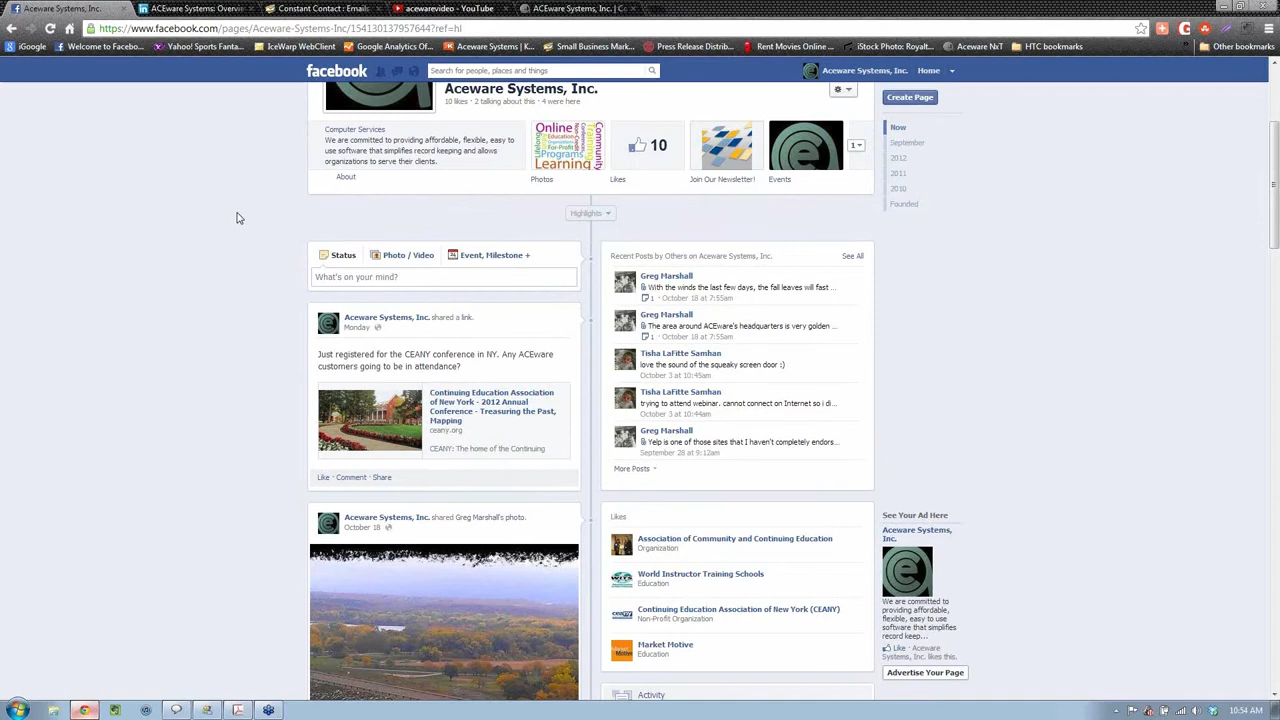 Aceware Systems, Inc.
ACEware Systems: Overvi
Constant Contact : Emails
acewarevideo - YouTube
ACEware Systems, Inc. | Co
https://www.facebook.com/pages/Aceware-Systems-Inc/154130137957644?ref=hl
iGoogle
Welcome to Facebo...
Yahoo! Sports Fanta...
IceWarp WebClient
Google Analytics Of...
Aceware Systems | K...
Small Business Mark...
Press Release Distrib...
Rent Movies Online ...
iStock Photo: Royalt...
Aceware NxT
HTC bookmarks
Other bookmarks
facebook
Search for people, places and things
Aceware Systems, Inc.
Home
Aceware Systems, Inc.
10 likes · 2 talking about this · 4 were here
Create Page
Now
September
2012
2011
2010
Founded
Computer Services
We are committed to providing affordable, flexible, easy to
use software that simplifies record keeping and allows
organizations to serve their clients.
About
Online
Programs
Learning
Community
Training
Photos
10
Likes
Join Our Newsletter!
Events
1
Highlights
Status
Photo / Video
Event, Milestone +
What's on your mind?
Aceware Systems, Inc. shared a link.
Monday
Just registered for the CEANY conference in NY. Any ACEware
customers going to be in attendance?
Continuing Education Association
of New York - 2012 Annual
Conference - Treasuring the Past,
Mapping
ceany.org
CEANY: The home of the Continuing
Like · Comment · Share
Aceware Systems, Inc. shared Greg Marshall's photo.
October 18
Recent Posts by Others on Aceware Systems, Inc.
See All
Greg Marshall
With the winds the last few days, the fall leaves will fast ...
1 · October 18 at 7:55am
Greg Marshall
The area around ACEware's headquarters is very golden ...
1 · October 18 at 7:55am
Tisha LaFitte Samhan
love the sound of the squeaky screen door :)
October 3 at 10:45am
Tisha LaFitte Samhan
trying to attend webinar. cannot connect on Internet so i di...
October 3 at 10:44am
Greg Marshall
Yelp is one of those sites that I haven't completely endors...
September 28 at 9:12am
More Posts
Likes
Association of Community and Continuing Education
Organization
World Instructor Training Schools
Education
Continuing Education Association of New York (CEANY)
Non-Profit Organization
Market Motive
Education
Activity
See Your Ad Here
Aceware Systems,
Inc.
We are committed to
providing affordable,
flexible, easy to use
software that simplifies
record keep...
Like · Aceware
Systems, Inc. likes this.
Advertise Your Page
10:54 AM